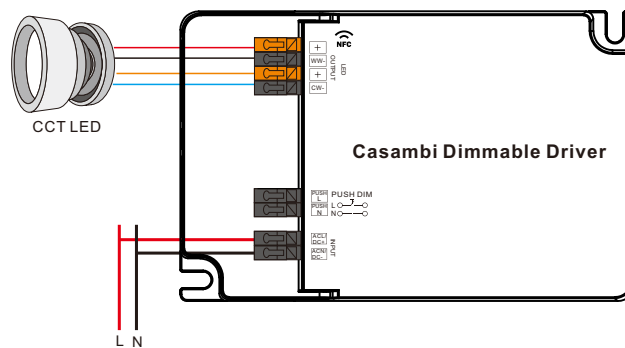 NFC
+
WW-
+
CW-
LED
OUTPUT
CCT LED
Casambi Dimmable Driver
PUSH
L
PUSH DIM
L
PUSH
N
N
ACL/
DC+
ACN/
DC-
INPUT
L N